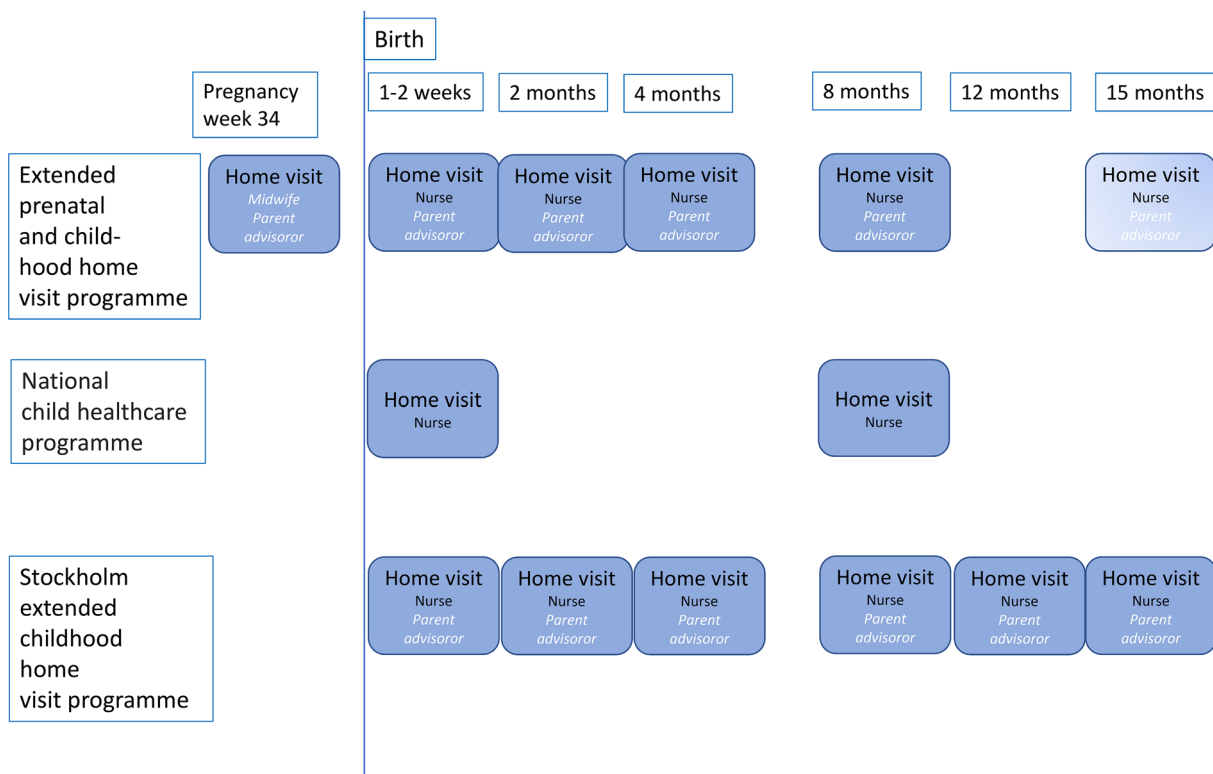 Birth
Pregnancy
week 34
1-2 weeks
2 months
4 months
8 months
12 months
15 months
Extended
prenatal
and child-
hood home
visit programme
Home visit
Midwife
Parent
advisoror
Home visit
Nurse
Parent
advisoror
Home visit
Nurse
Parent
advisoror
Home visit
Nurse
Parent
advisoror
Home visit
Nurse
Parent
advisoror
Home visit
Nurse
Parent
advisoror
National
child healthcare
programme
Home visit
Nurse
Home visit
Nurse
Stockholm
extended
childhood
home
visit programme
Home visit
Nurse
Parent
advisoror
Home visit
Nurse
Parent
advisoror
Home visit
Nurse
Parent
advisoror
Home visit
Nurse
Parent
advisoror
Home visit
Nurse
Parent
advisoror
Home visit
Nurse
Parent
advisoror